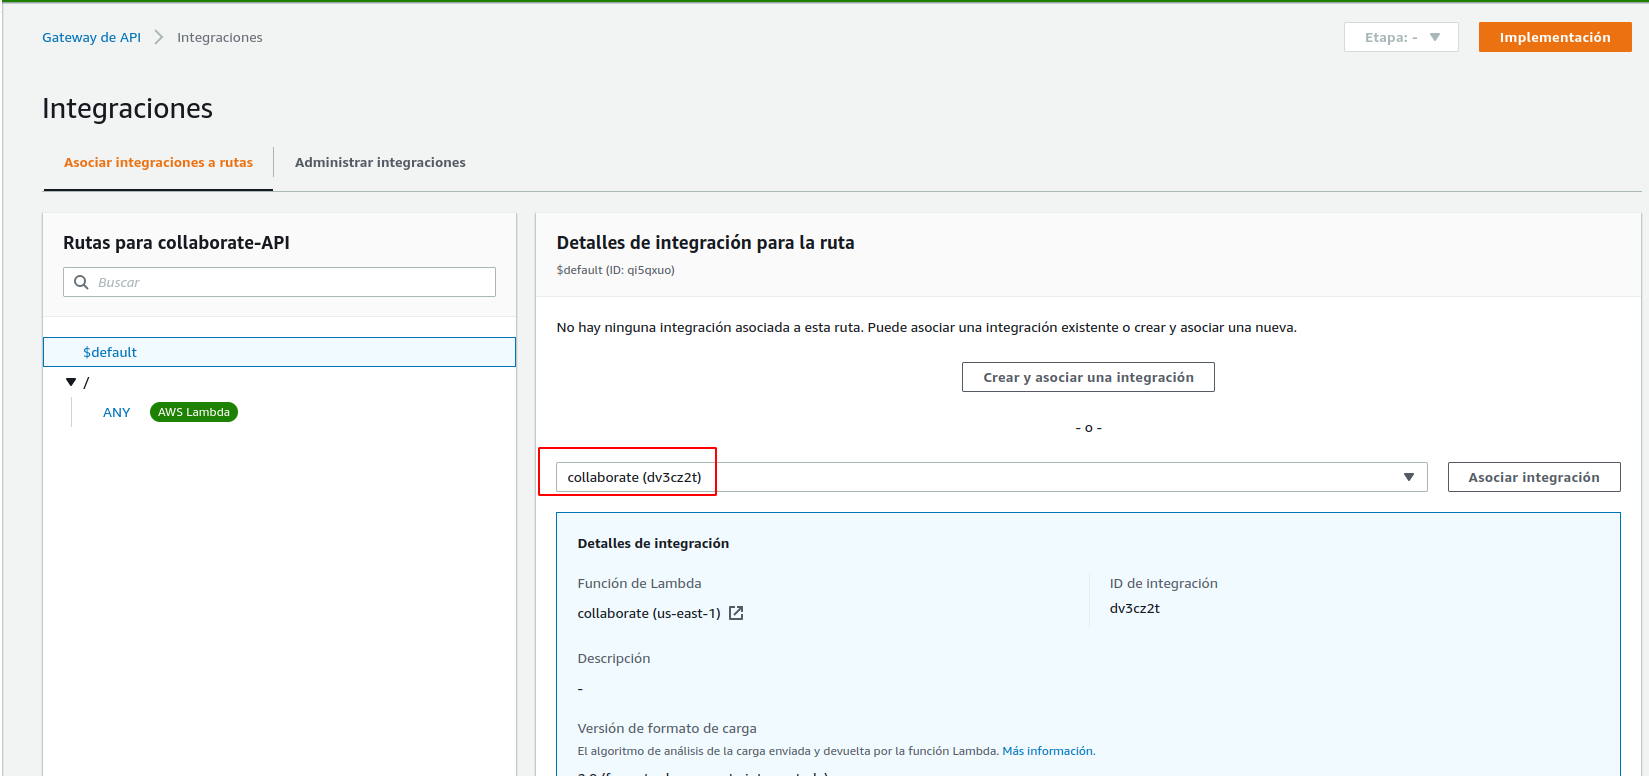 Gateway de API > Integraciones
Etapa: -
Implementación
Integraciones
Asociar integraciones a rutas
Administrar integraciones
Rutas para collaborate-API
Buscar
$default
/
ANY AWS Lambda
Detalles de integración para la ruta
$default (ID: qi5qxuo)
No hay ninguna integración asociada a esta ruta. Puede asociar una integración existente o crear y asociar una nueva.
Crear y asociar una integración
- o -
collaborate (dv3cz2t)
Asociar integración
Detalles de integración
Función de Lambda
collaborate (us-east-1)
ID de integración
dv3cz2t
Descripción
-
Versión de formato de carga
El algoritmo de análisis de la carga enviada y devuelta por la función Lambda. Más información.